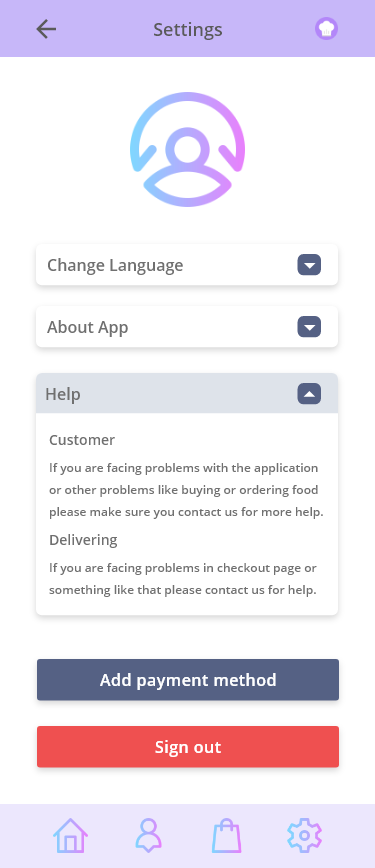 Settings
Change Language
About App
Help
Customer
If you are facing problems with the application
or other problems like buying or ordering food
please make sure you contact us for more help.
Delivering
If you are facing problems in checkout page or
something like that please contact us for help.
Add payment method
Sign out